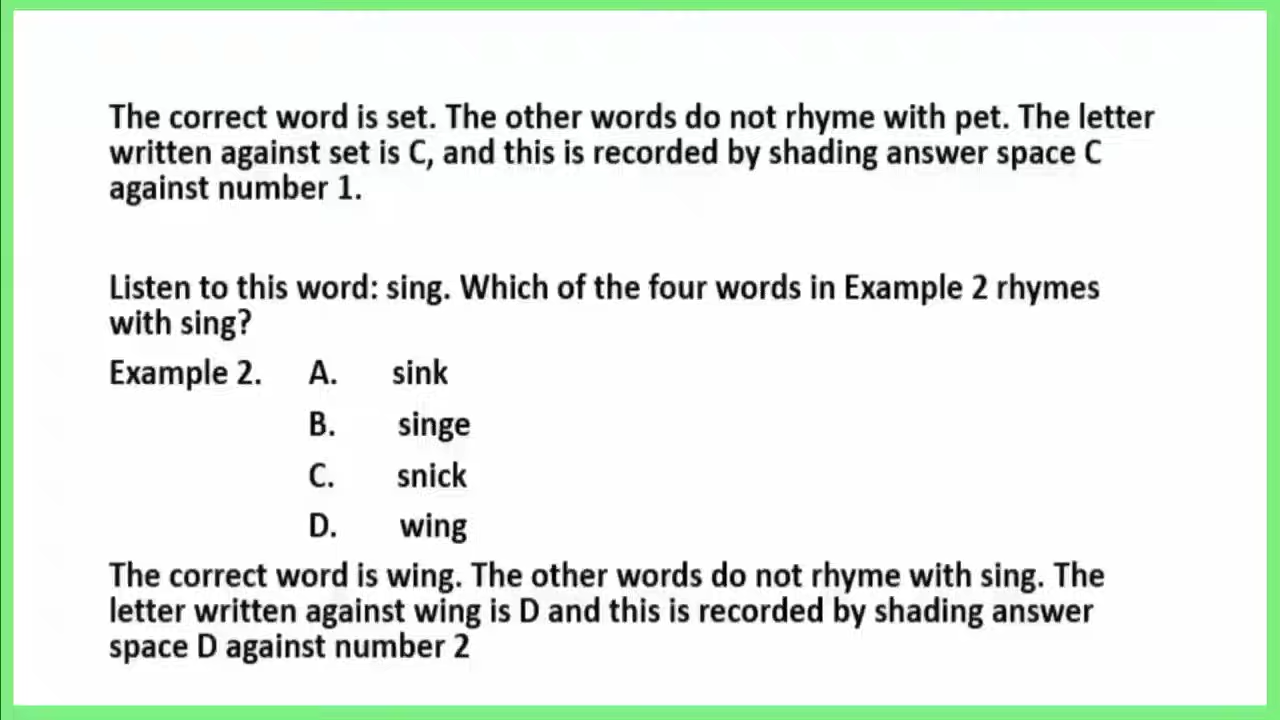 The correct word is set. The other words do not rhyme with pet. The letter
written against set is C, and this is recorded by shading answer space C
against number 1.
Listen to this word: sing. Which of the four words in Example 2 rhymes
with sing?
Example 2. A. sink
B. singe
C. snick
D. wing
The correct word is wing. The other words do not rhyme with sing. The
letter written against wing is D and this is recorded by shading answer
space D against number 2